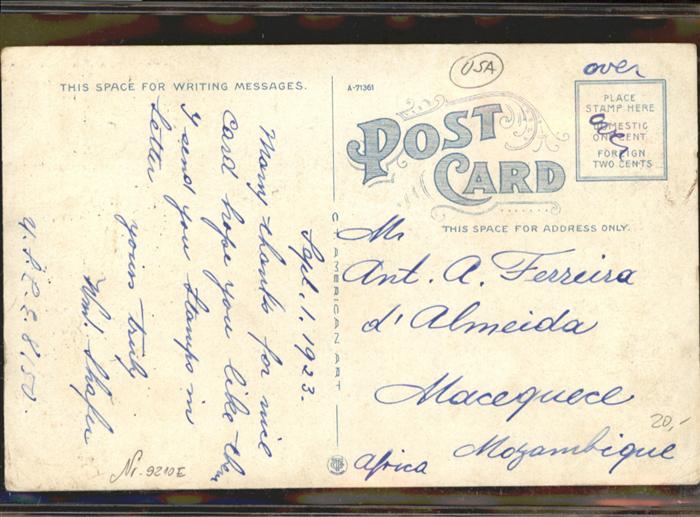 USA
over
THIS SPACE FOR WRITING MESSAGES.
A-71361
POST CARD
PLACE
STAMP HERE
DOMESTIC
ONE CENT
FOREIGN
TWO CENTS
over
THIS SPACE FOR ADDRESS ONLY.
Sept. 1. 1923.
Many thanks for nice
Card hope you like them
I send you Stamps in
Letter
yours truly
Wm. Shafer
C. T. AMERICAN ART
Mr
Ant. A. Ferreira
d'Almeida
Macequece
Mozambique
Africa
20,-
Nr. 9210E